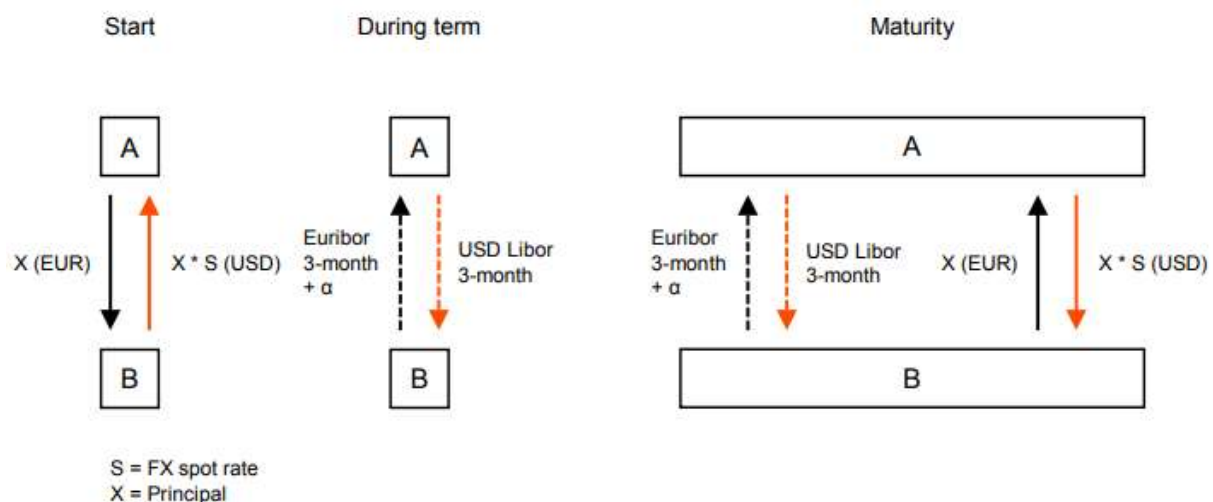 Start
During term
Maturity
A
A
A
X (EUR)
X * S (USD)
Euribor
3-month
+ α
USD Libor
3-month
Euribor
3-month
+ α
USD Libor
3-month
X (EUR)
X * S (USD)
B
B
B
S = FX spot rate
X = Principal